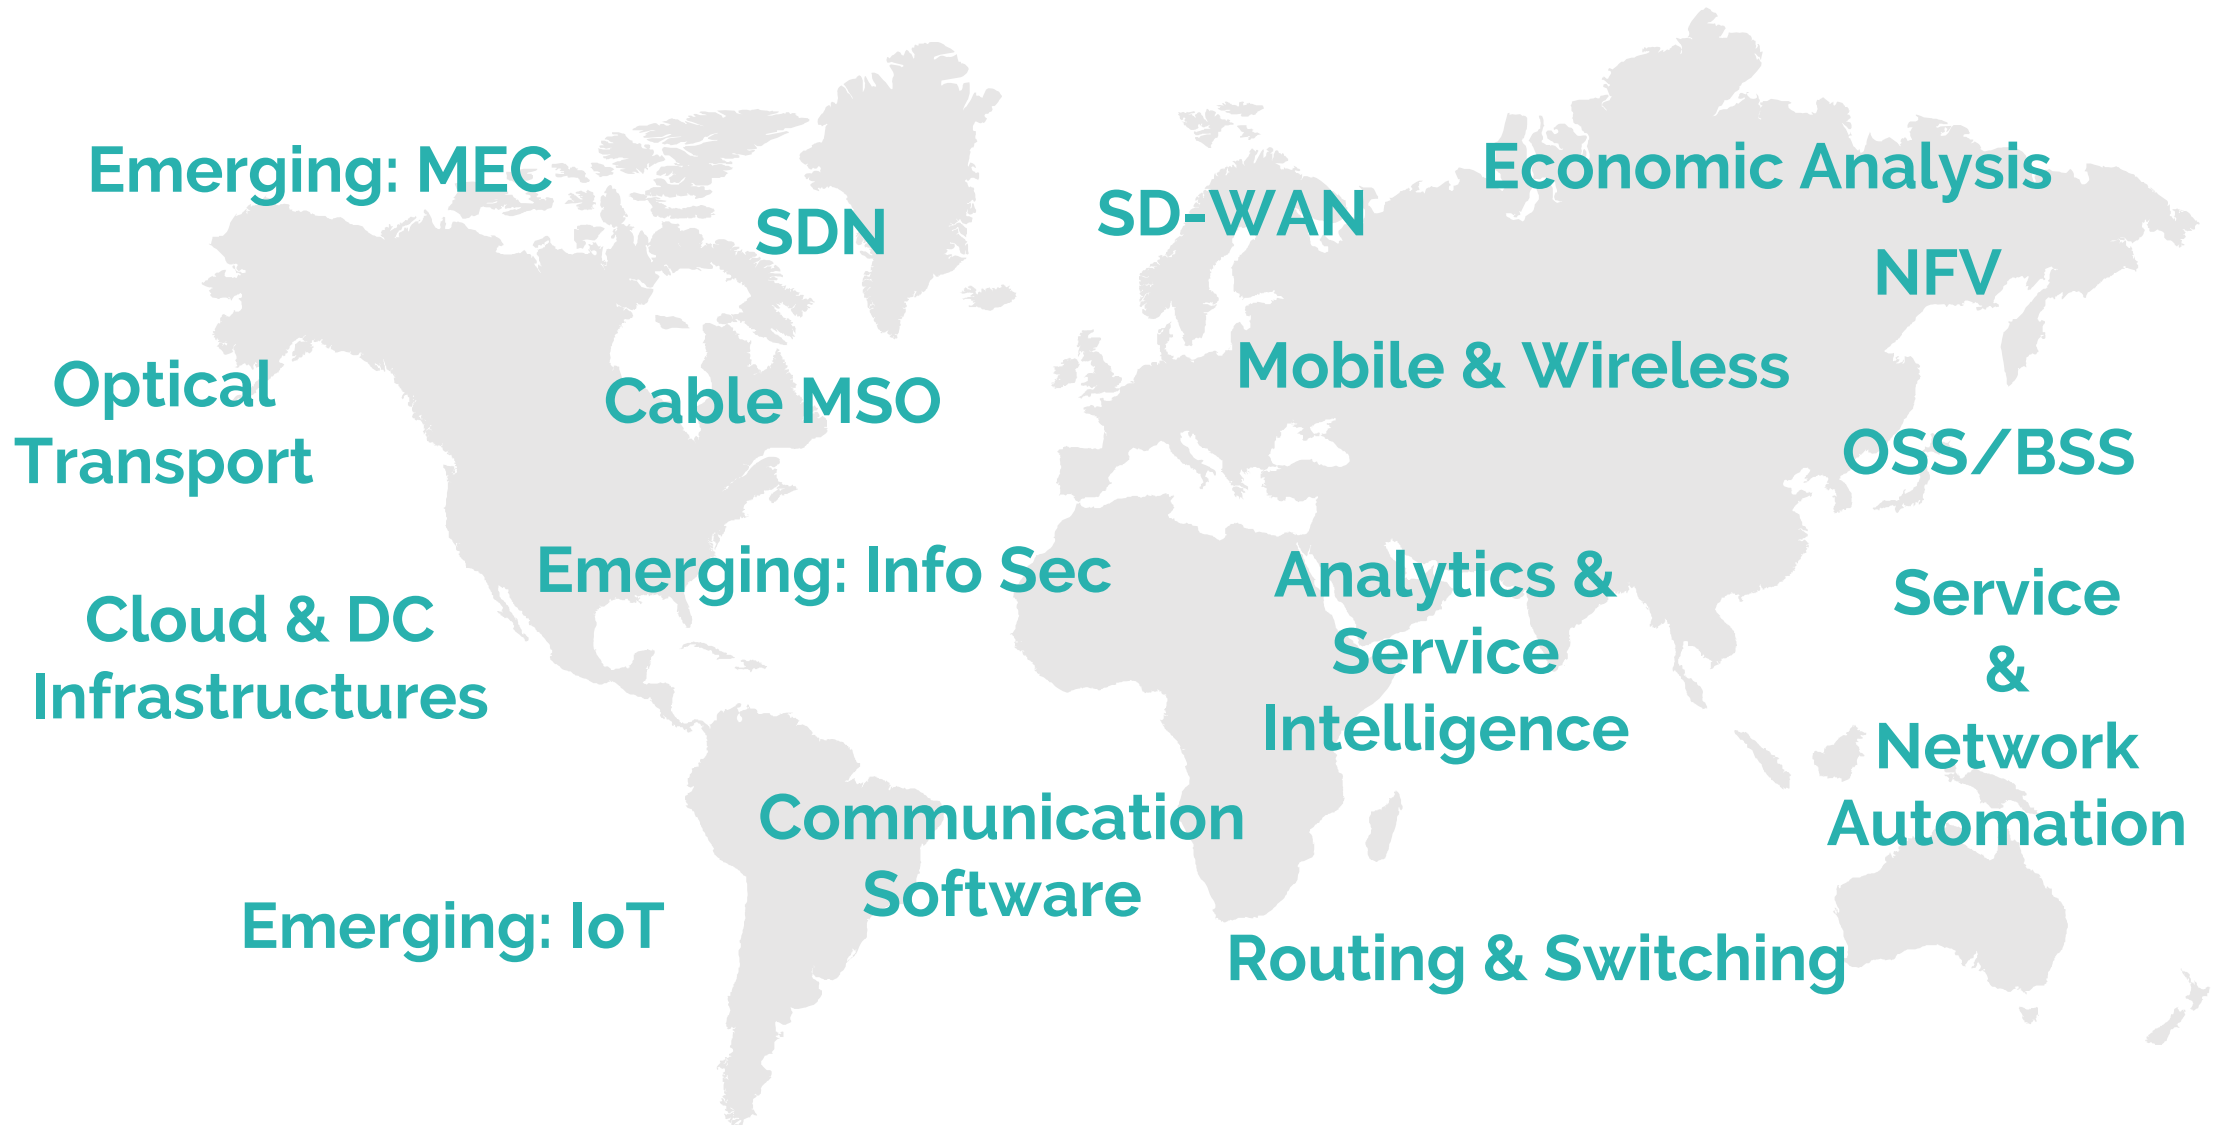 Emerging: MEC
Economic Analysis
SDN
SD-WAN
NFV
Optical
Transport
Cable MSO
Mobile & Wireless
OSS/BSS
Emerging: Info Sec
Analytics &
Service
Intelligence
Cloud & DC
Infrastructures
Service
&
Network
Automation
Communication
Software
Emerging: IoT
Routing & Switching